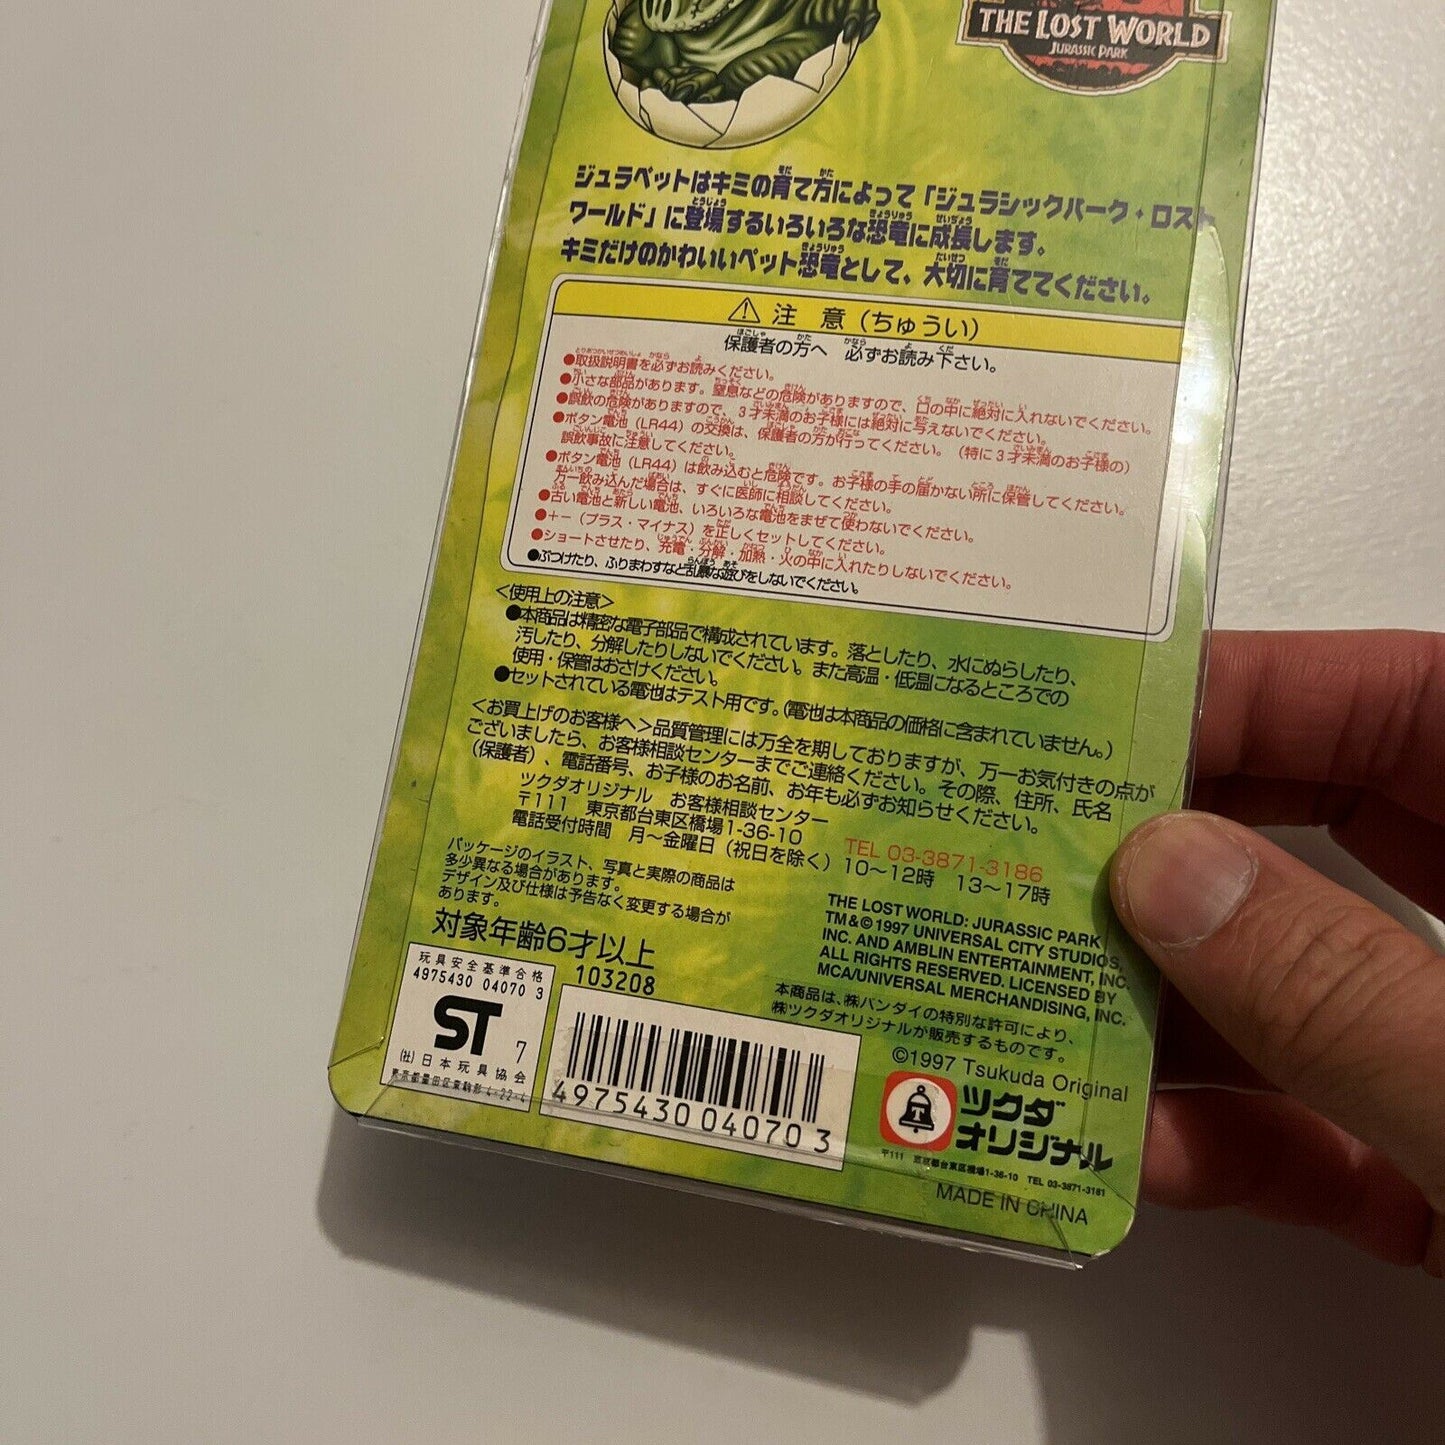 THE LOST WORLD
JURASSIC PARK
ジュラペットはキミの育て方によって「ジュラシックパーク・ロスト
ワールド」に登場するいろいろな恐竜に成長します。
キミだけのかわいいペット恐竜として、大切に育ててください。
⚠ 注 意（ちゅうい）
保護者の方へ 必ずお読み下さい。
●取扱説明書を必ずお読みください。
●小さな部品があります。窒息などの危険がありますので、口の中に絶対に入れないでください。
●誤飲の危険がありますので、3才未満のお子様には絶対に与えないでください。
●ボタン電池（LR44）の交換は、保護者の方が行ってください。（特に3才未満のお子様の）
誤飲事故に注意してください。
●ボタン電池（LR44）は飲み込むと危険です。お子様の手の届かない所に保管してください。
万一飲み込んだ場合は、すぐに医師に相談してください。
●古い電池と新しい電池、いろいろな電池をまぜて使わないでください。
●＋－（プラス・マイナス）を正しくセットしてください。
●ショートさせたり、充電・分解・加熱・火の中に入れたりしないでください。
●ぶつけたり、ふりまわすなど乱暴な遊びをしないでください。
＜使用上の注意＞
●本商品は精密な電子部品で構成されています。落としたり、水にぬらしたり、
汚したり、分解したりしないでください。また高温・低温になるところでの
使用・保管はおさけください。
●セットされている電池はテスト用です。（電池は本商品の価格に含まれていません。）
＜お買上げのお客様へ＞品質管理には万全を期しておりますが、万一お気付きの点が
ございましたら、お客様相談センターまでご連絡ください。その際、住所、氏名
（保護者）、電話番号、お子様のお名前、お年も必ずお知らせください。
ツクダオリジナル お客様相談センター
〒111 東京都台東区橋場1-36-10
TEL 03-3871-3186
電話受付時間 月～金曜日（祝日を除く）10～12時 13～17時
パッケージのイラスト、写真と実際の商品は
多少異なる場合があります。
デザイン及び仕様は予告なく変更する場合が
あります。
対象年齢6才以上
103208
THE LOST WORLD: JURASSIC PARK
TM&©1997 UNIVERSAL CITY STUDIOS,
INC. AND AMBLIN ENTERTAINMENT, INC.
ALL RIGHTS RESERVED. LICENSED BY
MCA/UNIVERSAL MERCHANDISING, INC.
本商品は、㈱バンダイの特別な許可により、
㈱ツクダオリジナルが販売するものです。
©1997 Tsukuda Original
玩具安全基準合格
4975430 04070 3
ST 7
(社)日本玩具協会
東京都墨田区東駒形4-22-4
4975430 040703
T
ツクダ
オリジナル
〒111 東京都台東区橋場1-36-10 TEL 03-3871-3181
MADE IN CHINA